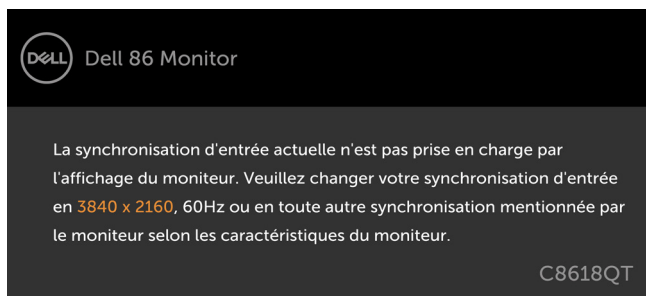 DELL Dell 86 Monitor
La synchronisation d'entrée actuelle n'est pas prise en charge par
l'affichage du moniteur. Veuillez changer votre synchronisation d'entrée
en 3840 x 2160, 60Hz ou en toute autre synchronisation mentionnée par
le moniteur selon les caractéristiques du moniteur.
C8618QT